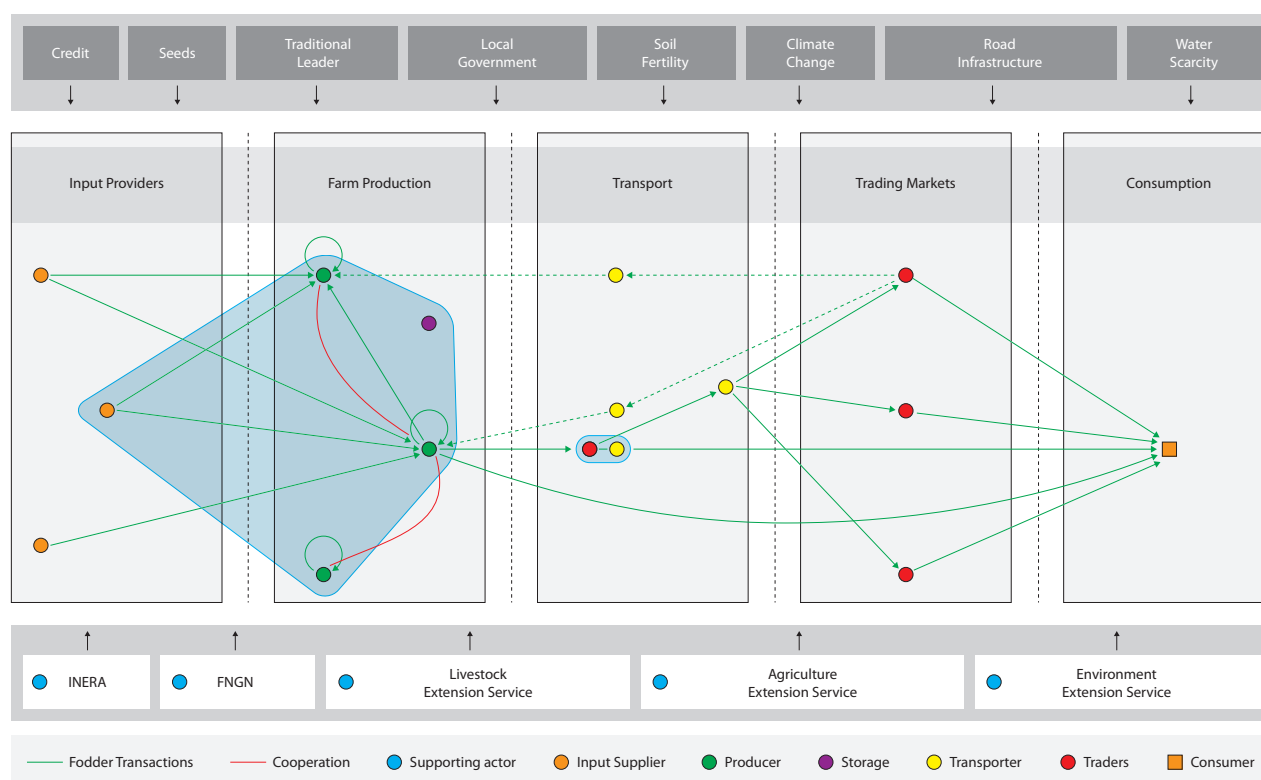 Credit
Seeds
Traditional
Leader
Local
Government
Soil
Fertility
Climate
Change
Road
Infrastructure
Water
Scarcity
Input Providers
Farm Production
Transport
Trading Markets
Consumption
INERA
FNGN
Livestock
Extension Service
Agriculture
Extension Service
Environment
Extension Service
Fodder Transactions
Cooperation
Supporting actor
Input Supplier
Producer
Storage
Transporter
Traders
Consumer